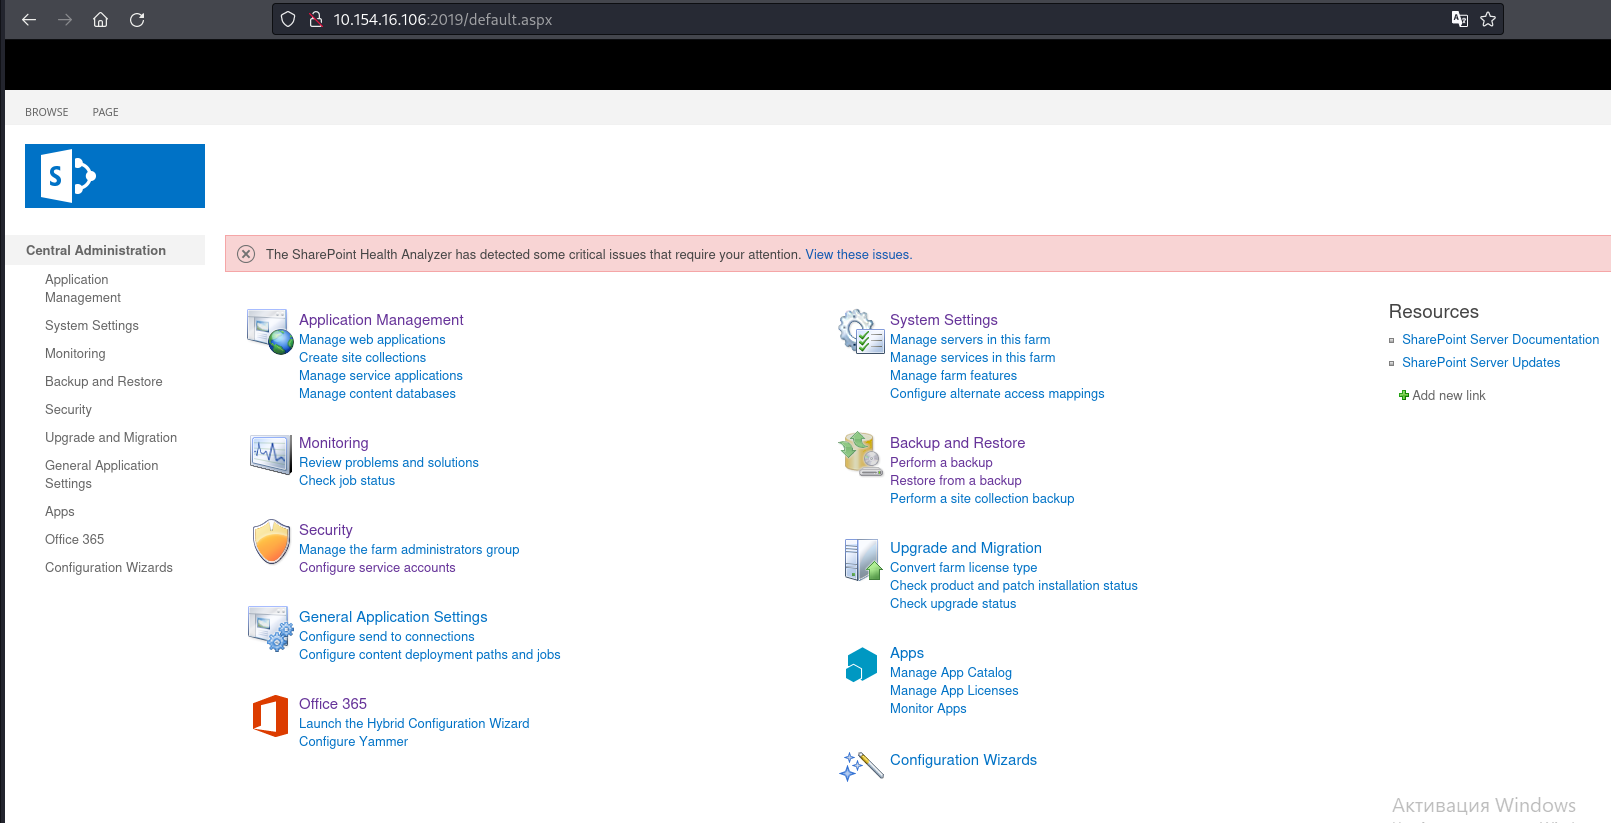 10.154.16.106:2019/default.aspx
BROWSE PAGE
S
Central Administration
Application
Management
System Settings
Monitoring
Backup and Restore
Security
Upgrade and Migration
General Application
Settings
Apps
Office 365
Configuration Wizards
The SharePoint Health Analyzer has detected some critical issues that require your attention. View these issues.
Application Management
Manage web applications
Create site collections
Manage service applications
Manage content databases
Monitoring
Review problems and solutions
Check job status
Security
Manage the farm administrators group
Configure service accounts
General Application Settings
Configure send to connections
Configure content deployment paths and jobs
Office 365
Launch the Hybrid Configuration Wizard
Configure Yammer
System Settings
Manage servers in this farm
Manage services in this farm
Manage farm features
Configure alternate access mappings
Backup and Restore
Perform a backup
Restore from a backup
Perform a site collection backup
Upgrade and Migration
Convert farm license type
Check product and patch installation status
Check upgrade status
Apps
Manage App Catalog
Manage App Licenses
Monitor Apps
Configuration Wizards
Resources
SharePoint Server Documentation
SharePoint Server Updates
Add new link
Активация Windows